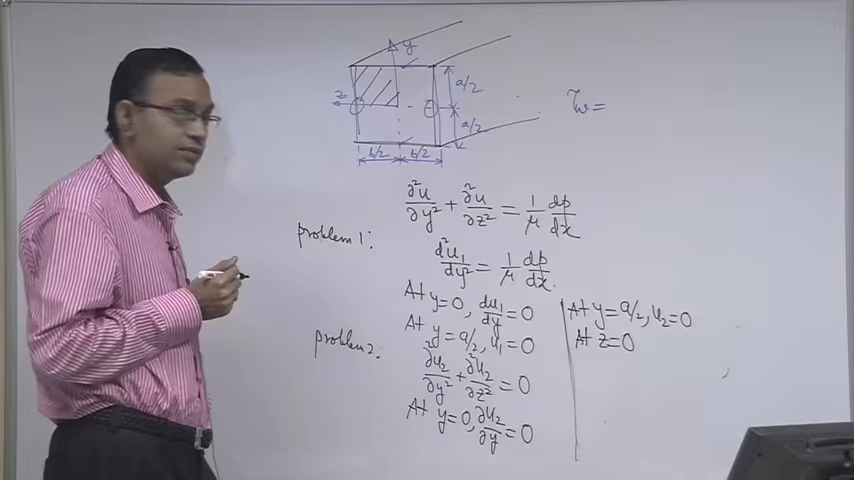 y
z
a/2
a/2
b/2 b/2
τw =
∂²u/∂y² + ∂²u/∂z² = 1/μ dp/dx
problem 1:
d²u₁/dy² = 1/μ dp/dx.
At y=0, du₁/dy = 0
At y=a/2, u₁=0
problem 2.
∂²u₂/∂y² + ∂²u₂/∂z² = 0
At y=0, ∂u₂/∂y = 0
At y=a/2, u₂=0
At z=0